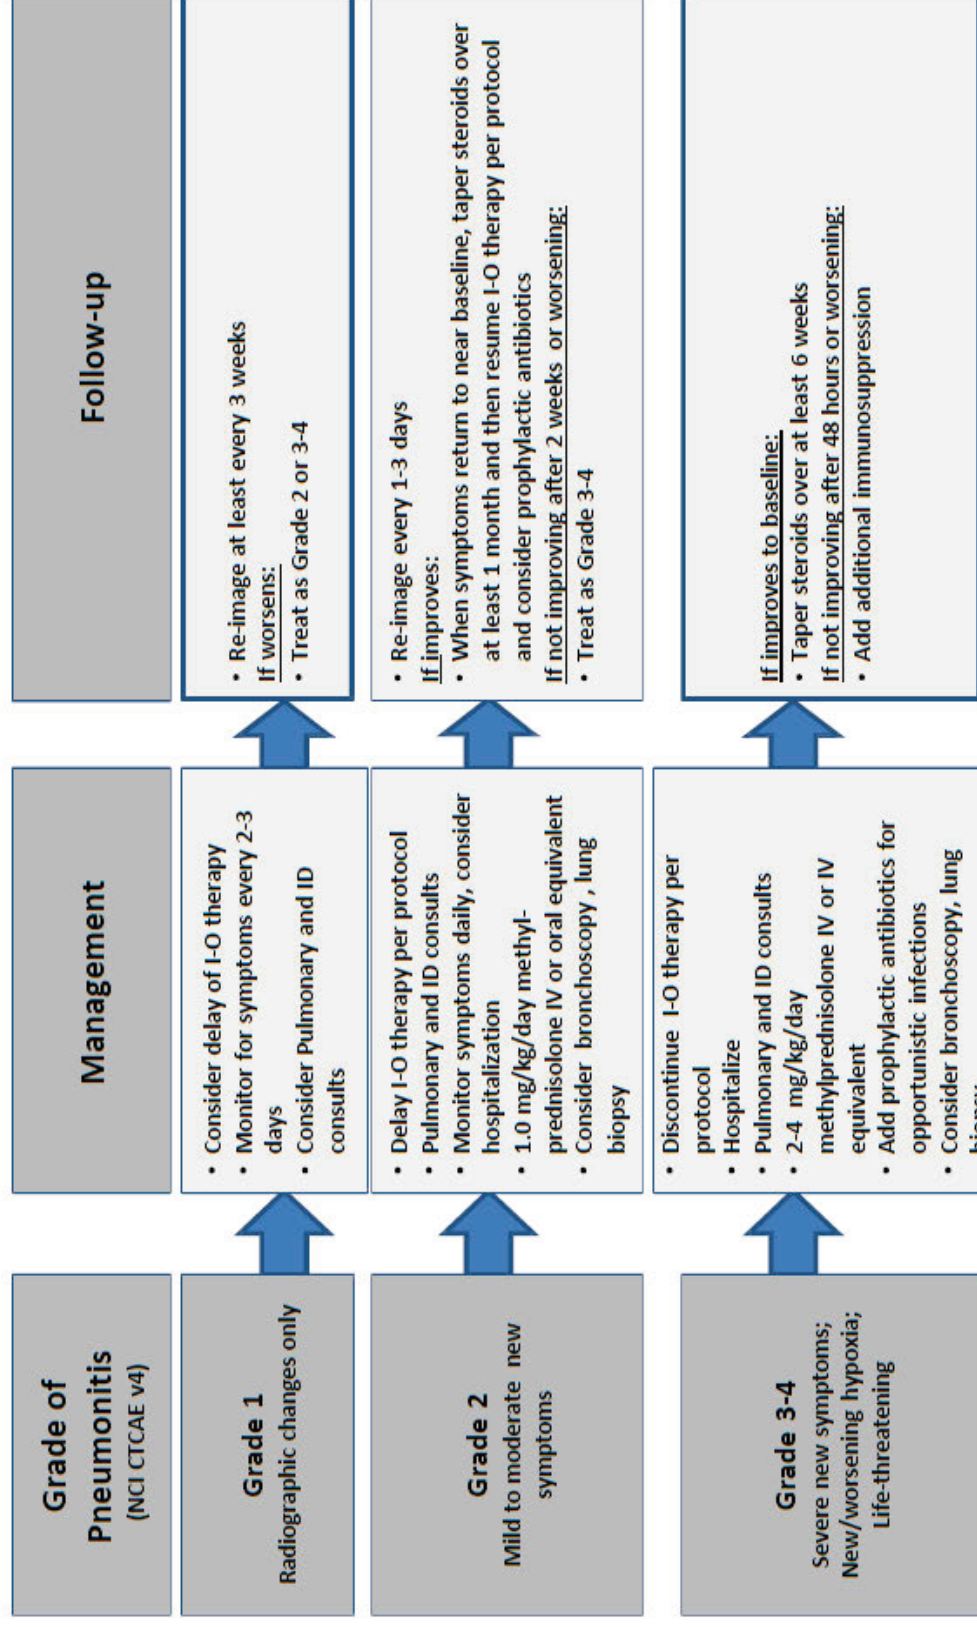 Grade of
Pneumonitis
(NCI CTCAE v4)
Management
Follow-up
Grade 1
Radiographic changes only
• Consider delay of I-O therapy
• Monitor for symptoms every 2-3
days
• Consider Pulmonary and ID
consults
• Re-image at least every 3 weeks
If worsens:
• Treat as Grade 2 or 3-4
Grade 2
Mild to moderate new
symptoms
• Delay I-O therapy per protocol
• Pulmonary and ID consults
• Monitor symptoms daily, consider
hospitalization
• 1.0 mg/kg/day methyl-
prednisolone IV or oral equivalent
• Consider bronchoscopy , lung
biopsy
• Re-image every 1-3 days
If improves:
• When symptoms return to near baseline, taper steroids over
at least 1 month and then resume I-O therapy per protocol
and consider prophylactic antibiotics
If not improving after 2 weeks or worsening:
• Treat as Grade 3-4
Grade 3-4
Severe new symptoms;
New/worsening hypoxia;
Life-threatening
• Discontinue I-O therapy per
protocol
• Hospitalize
• Pulmonary and ID consults
• 2-4 mg/kg/day
methylprednisolone IV or IV
equivalent
• Add prophylactic antibiotics for
opportunistic infections
• Consider bronchoscopy, lung
If improves to baseline:
• Taper steroids over at least 6 weeks
If not improving after 48 hours or worsening:
• Add additional immunosuppression